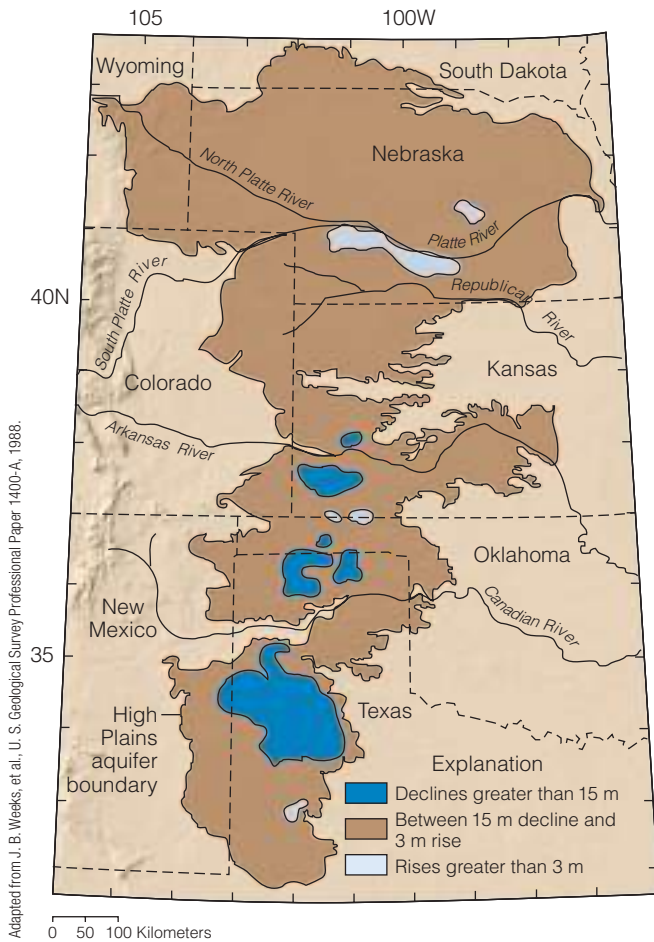 105
100W
Wyoming
South Dakota
Nebraska
North Platte River
Platte River
Republican
River
South Platte River
40N
Colorado
Kansas
Arkansas River
Oklahoma
New
Mexico
Canadian River
35
High
Plains
aquifer
boundary
Texas
Explanation
Declines greater than 15 m
Between 15 m decline and
3 m rise
Rises greater than 3 m
Adapted from J. B. Weeks, et al., U. S. Geological Survey Professional Paper 1400-A, 1988.
0 50 100 Kilometers